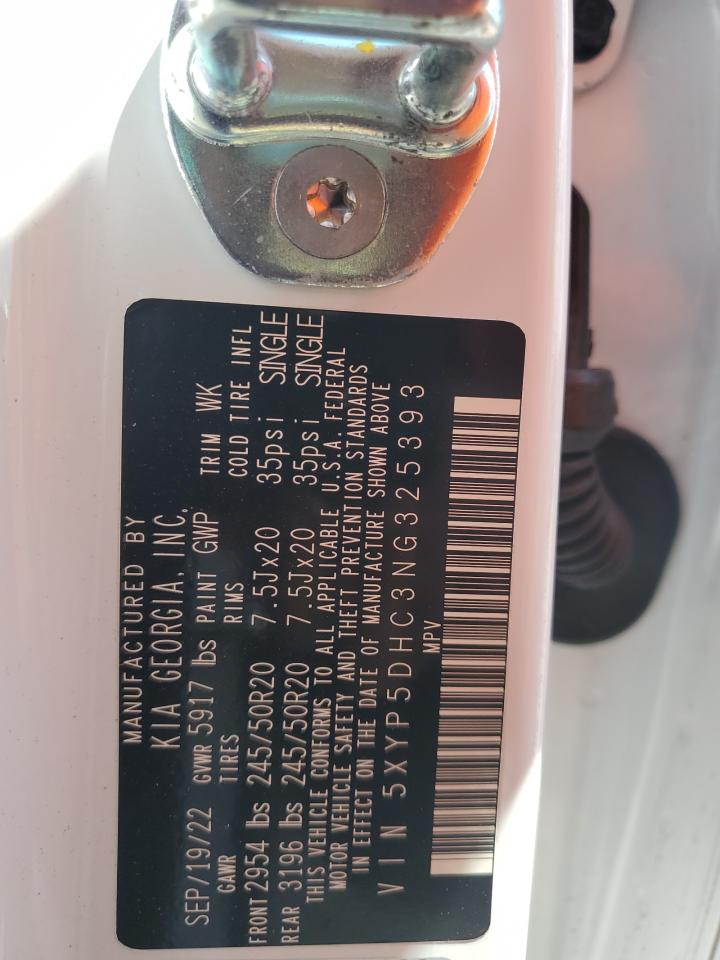 MANUFACTURED BY
KIA GEORGIA, INC.
SEP/19/22 GVWR 5917 lbs PAINT GWP TRIM WK
GAWR TIRES RIMS COLD TIRE INFL
FRONT 2954 lbs 245/50R20 7.5Jx20 35psi SINGLE
REAR 3196 lbs 245/50R20 7.5Jx20 35psi SINGLE
THIS VEHICLE CONFORMS TO ALL APPLICABLE U.S.A. FEDERAL
MOTOR VEHICLE SAFETY AND THEFT PREVENTION STANDARDS
IN EFFECT ON THE DATE OF MANUFACTURE SHOWN ABOVE
VIN 5XYP5DHC3NG325393
MPV